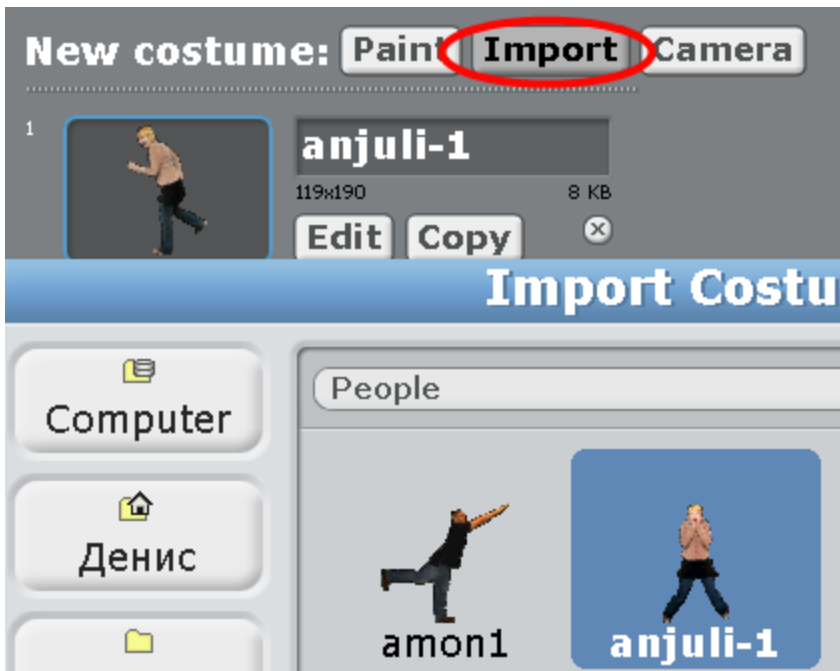 New costume: Paint Import Camera
1
anjuli-1
119x190 8 KB
Edit Copy
Import Costu
Computer
People
Денис
amon1 anjuli-1